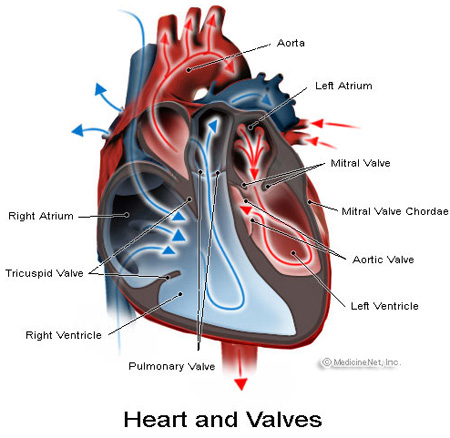 Aorta
Left Atrium
Mitral Valve
Right Atrium
Mitral Valve Chordae
Aortic Valve
Tricuspid Valve
Left Ventricle
Right Ventricle
Pulmonary Valve
© MedicineNet, Inc.
Heart and Valves